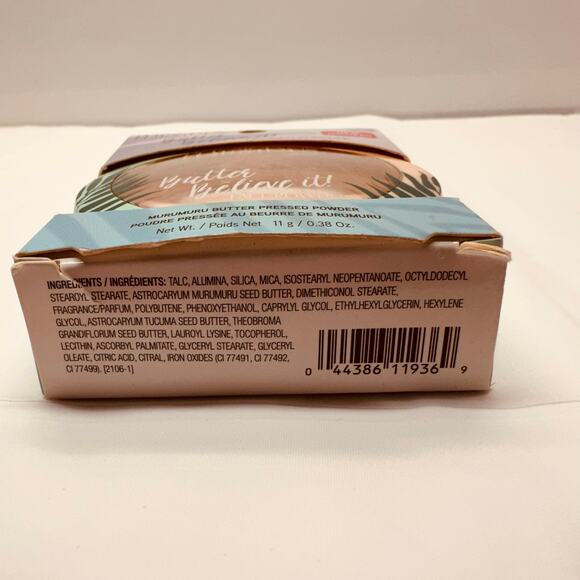 Butter
Believe it!
MURUMURU BUTTER PRESSED POWDER
POUDRE PRESSÉE AU BEURRE DE MURUMURU
Net Wt. / Poids Net 11 g / 0.38 Oz.
INGREDIENTS / INGRÉDIENTS: TALC, ALUMINA, SILICA, MICA, ISOSTEARYL NEOPENTANOATE, OCTYLDODECYL
STEAROYL STEARATE, ASTROCARYUM MURUMURU SEED BUTTER, DIMETHICONOL STEARATE,
FRAGRANCE/PARFUM, POLYBUTENE, PHENOXYETHANOL, CAPRYLYL GLYCOL, ETHYLHEXYLGLYCERIN, HEXYLENE
GLYCOL, ASTROCARYUM TUCUMA SEED BUTTER, THEOBROMA
GRANDIFLORUM SEED BUTTER, LAUROYL LYSINE, TOCOPHEROL,
LECITHIN, ASCORBYL PALMITATE, GLYCERYL STEARATE, GLYCERYL
OLEATE, CITRIC ACID, CITRAL, IRON OXIDES (CI 77491, CI 77492,
CI 77499). [2106-1]
0 44386 11936 9